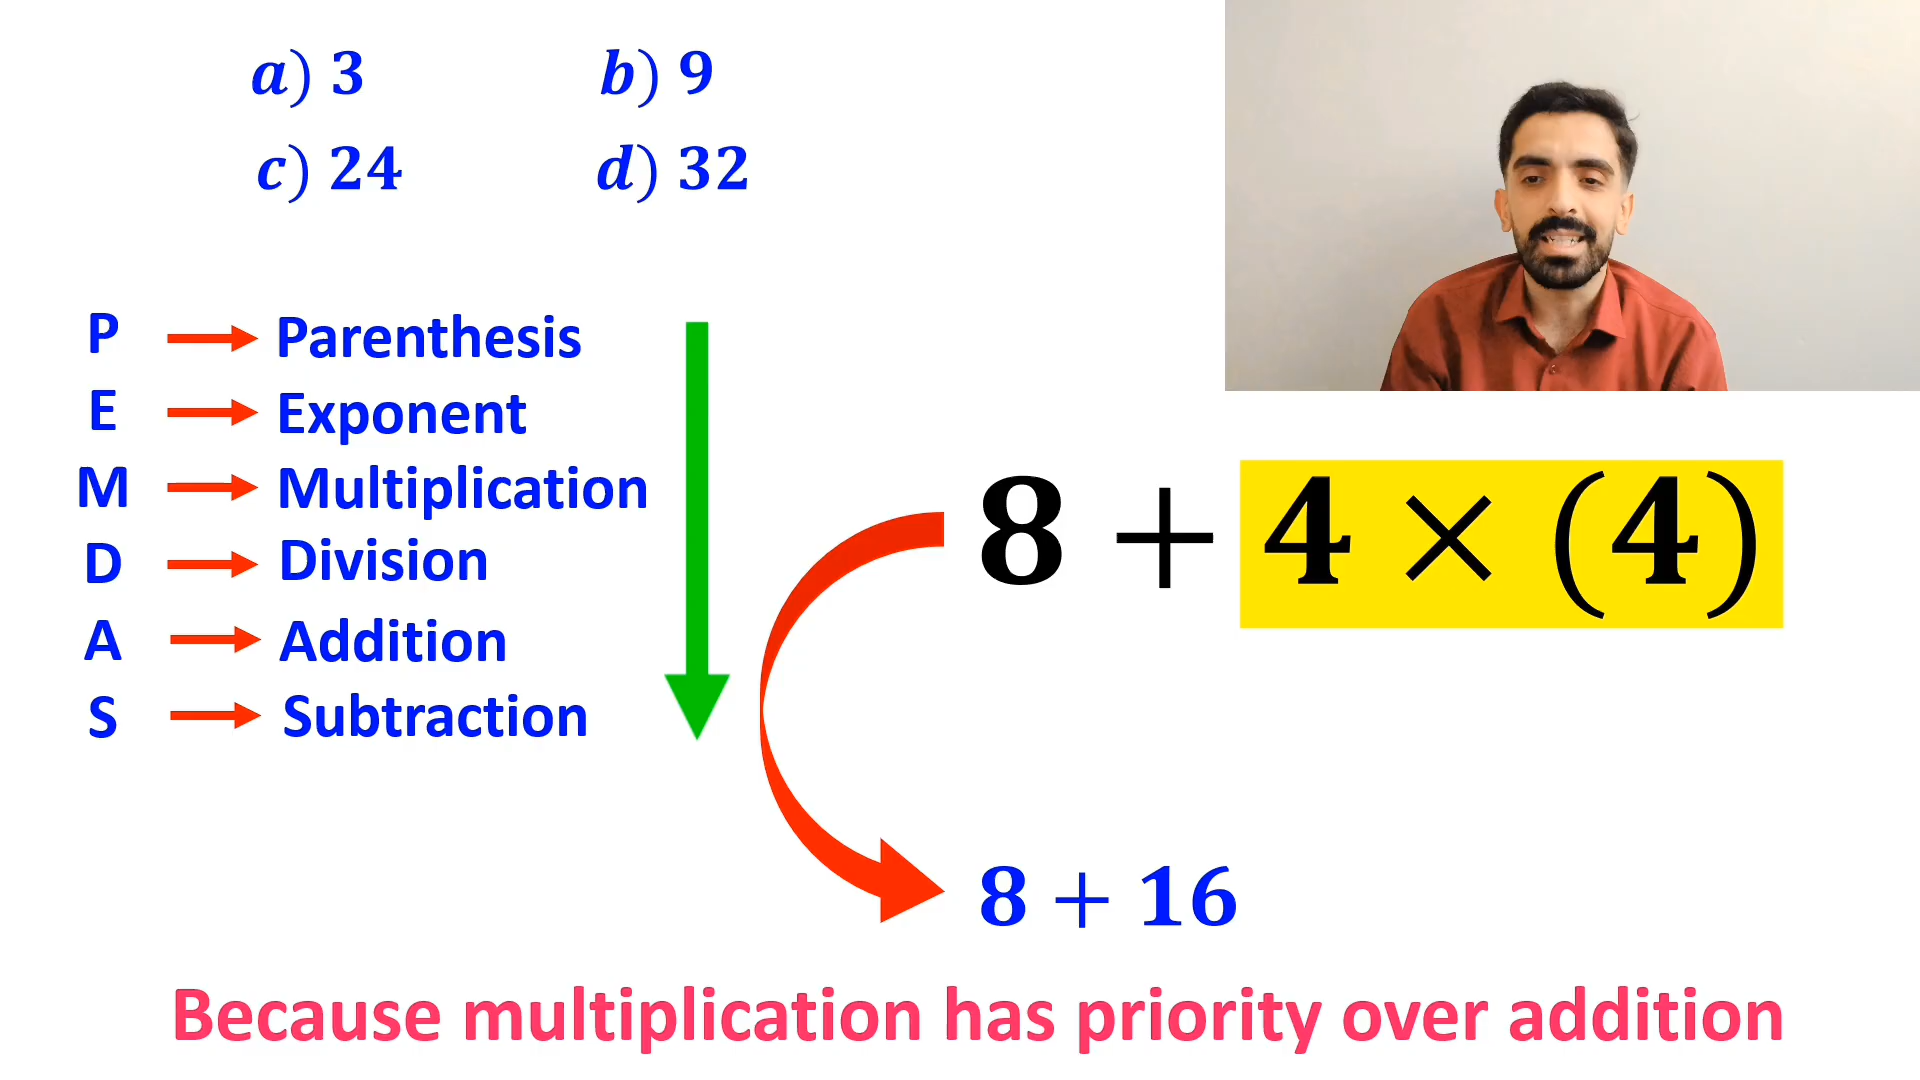 a) 3 b) 9
c) 24 d) 32
P Parenthesis
E Exponent
M Multiplication
D Division
A Addition
S Subtraction
8 + 4 × (4)
8 + 16
Because multiplication has priority over addition